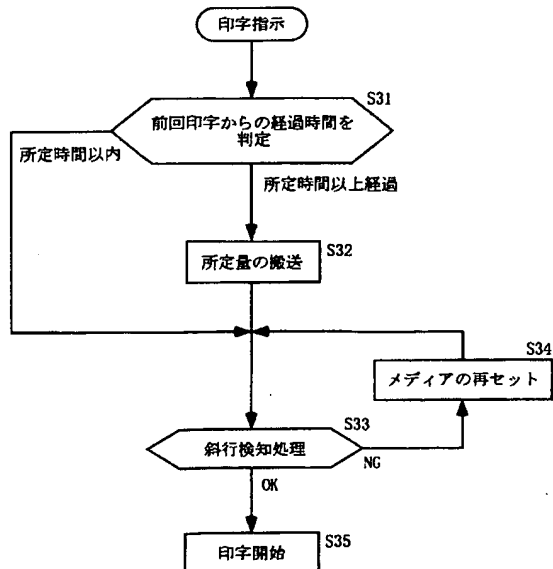 印字指示
S31
前回印字からの経過時間を
判定
所定時間以内
所定時間以上経過
S32
所定量の搬送
S34
メディアの再セット
S33
斜行検知処理
NG
OK
S35
印字開始